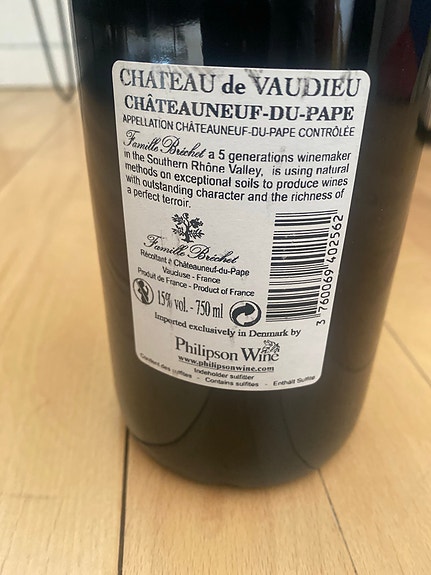 CHATEAU de VAUDIEU
CHÂTEAUNEUF-DU-PAPE
APPELLATION CHÂTEAUNEUF-DU-PAPE CONTRÔLÉE
Famille Bréchet a 5 generations winemaker
in the Southern Rhône Valley, is using natural
methods on exceptional soils to produce wines
with outstanding character and the richness of
a perfect terroir.
Famille Bréchet
Récoltant à Châteauneuf-du-Pape
Vaucluse - France
Produit de France - Product of France
15% vol. - 750 ml
3 760069 402562
Imported exclusively in Denmark by
Philipson Wine
www.philipsonwine.com
Indeholder sulfitter
Contient des sulfites - Contains sulfites - Enthält Sulfite